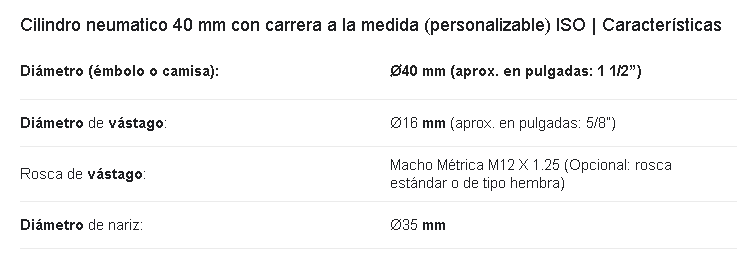 Cilindro neumatico 40 mm con carrera a la medida (personalizable) ISO | Características
Diámetro (émbolo o camisa):
Ø40 mm (aprox. en pulgadas: 1 1/2”)
Diámetro de vástago:
Ø16 mm (aprox. en pulgadas: 5/8”)
Rosca de vástago:
Macho Métrica M12 X 1.25 (Opcional: rosca
estándar o de tipo hembra)
Diámetro de nariz:
Ø35 mm